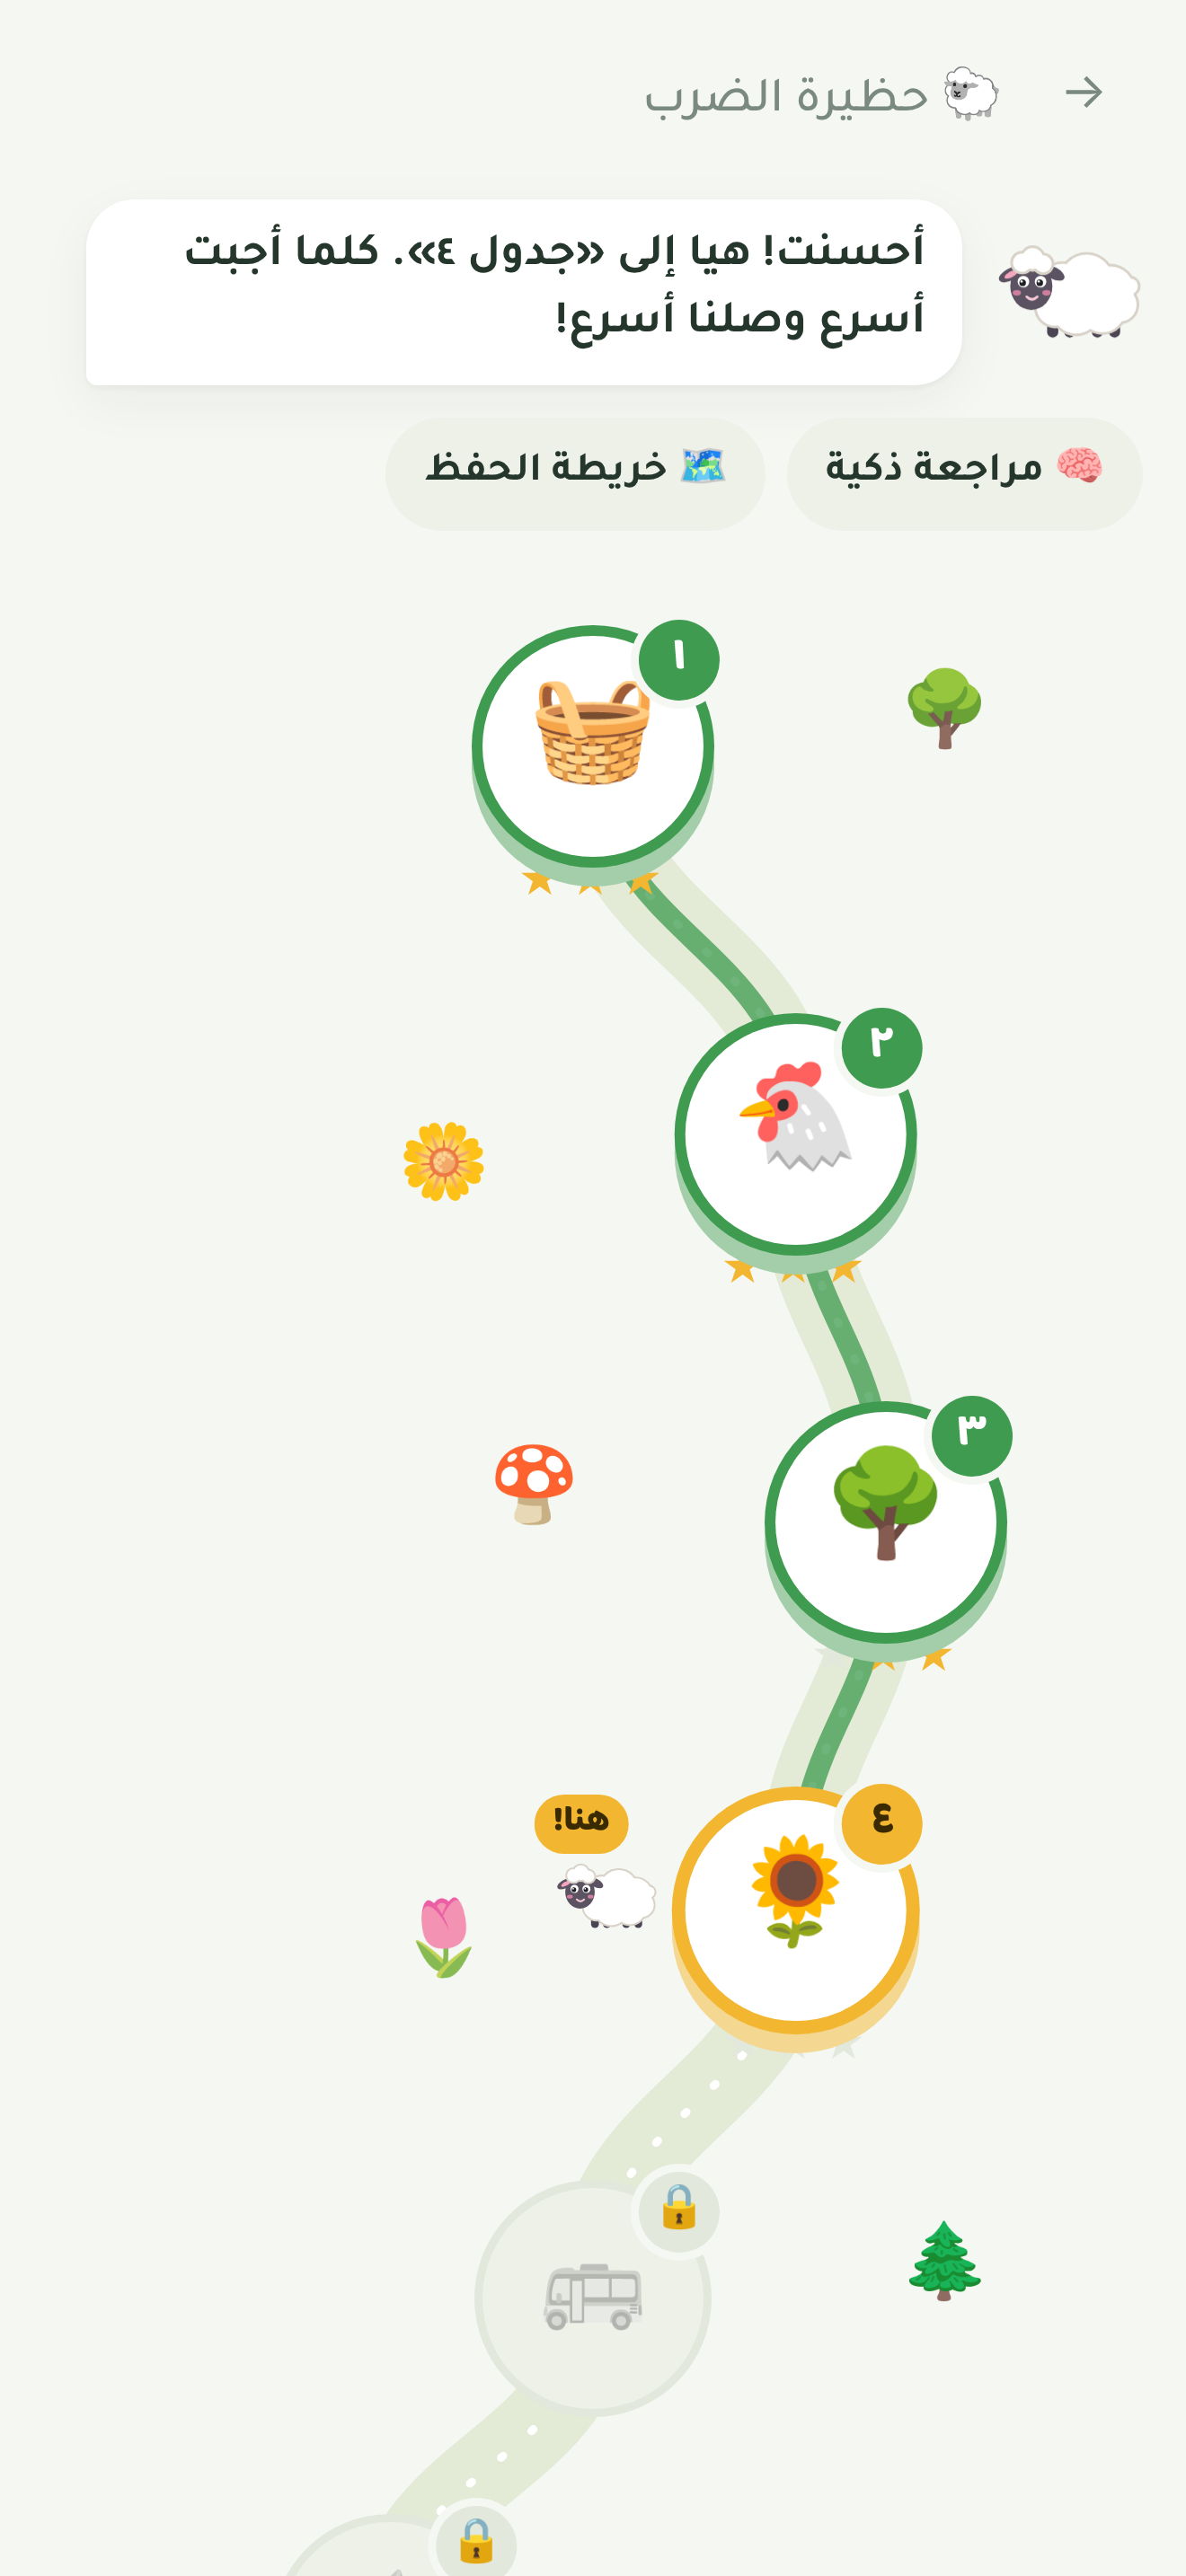 حظيرة الضرب
أحسنت! هيا إلى «جدول ٤». كلما أجبت
أسرع وصلنا أسرع!
مراجعة ذكية
خريطة الحفظ
١
٢
٣
٤
هنا!